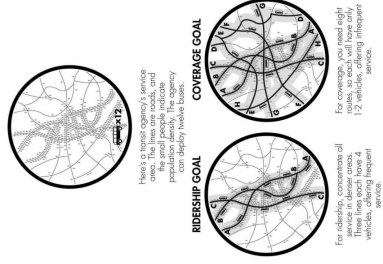 x12
Here's a transit agency's service
area. The lines are roads, and
the small people indicate
population density. The agency
can deploy twelve buses.
RIDERSHIP GOAL
C
B
A
B
A
C
For ridership, concentrate all
service in denser areas.
Three lines each have 4
vehicles, offering frequent
service.
COVERAGE GOAL
A
B
C
D
E
F
G
D
H
E
G
F
A
H
C
B
For coverage, you need eight
routes, so each will have only
1-2 vehicles, offering infrequent
service.